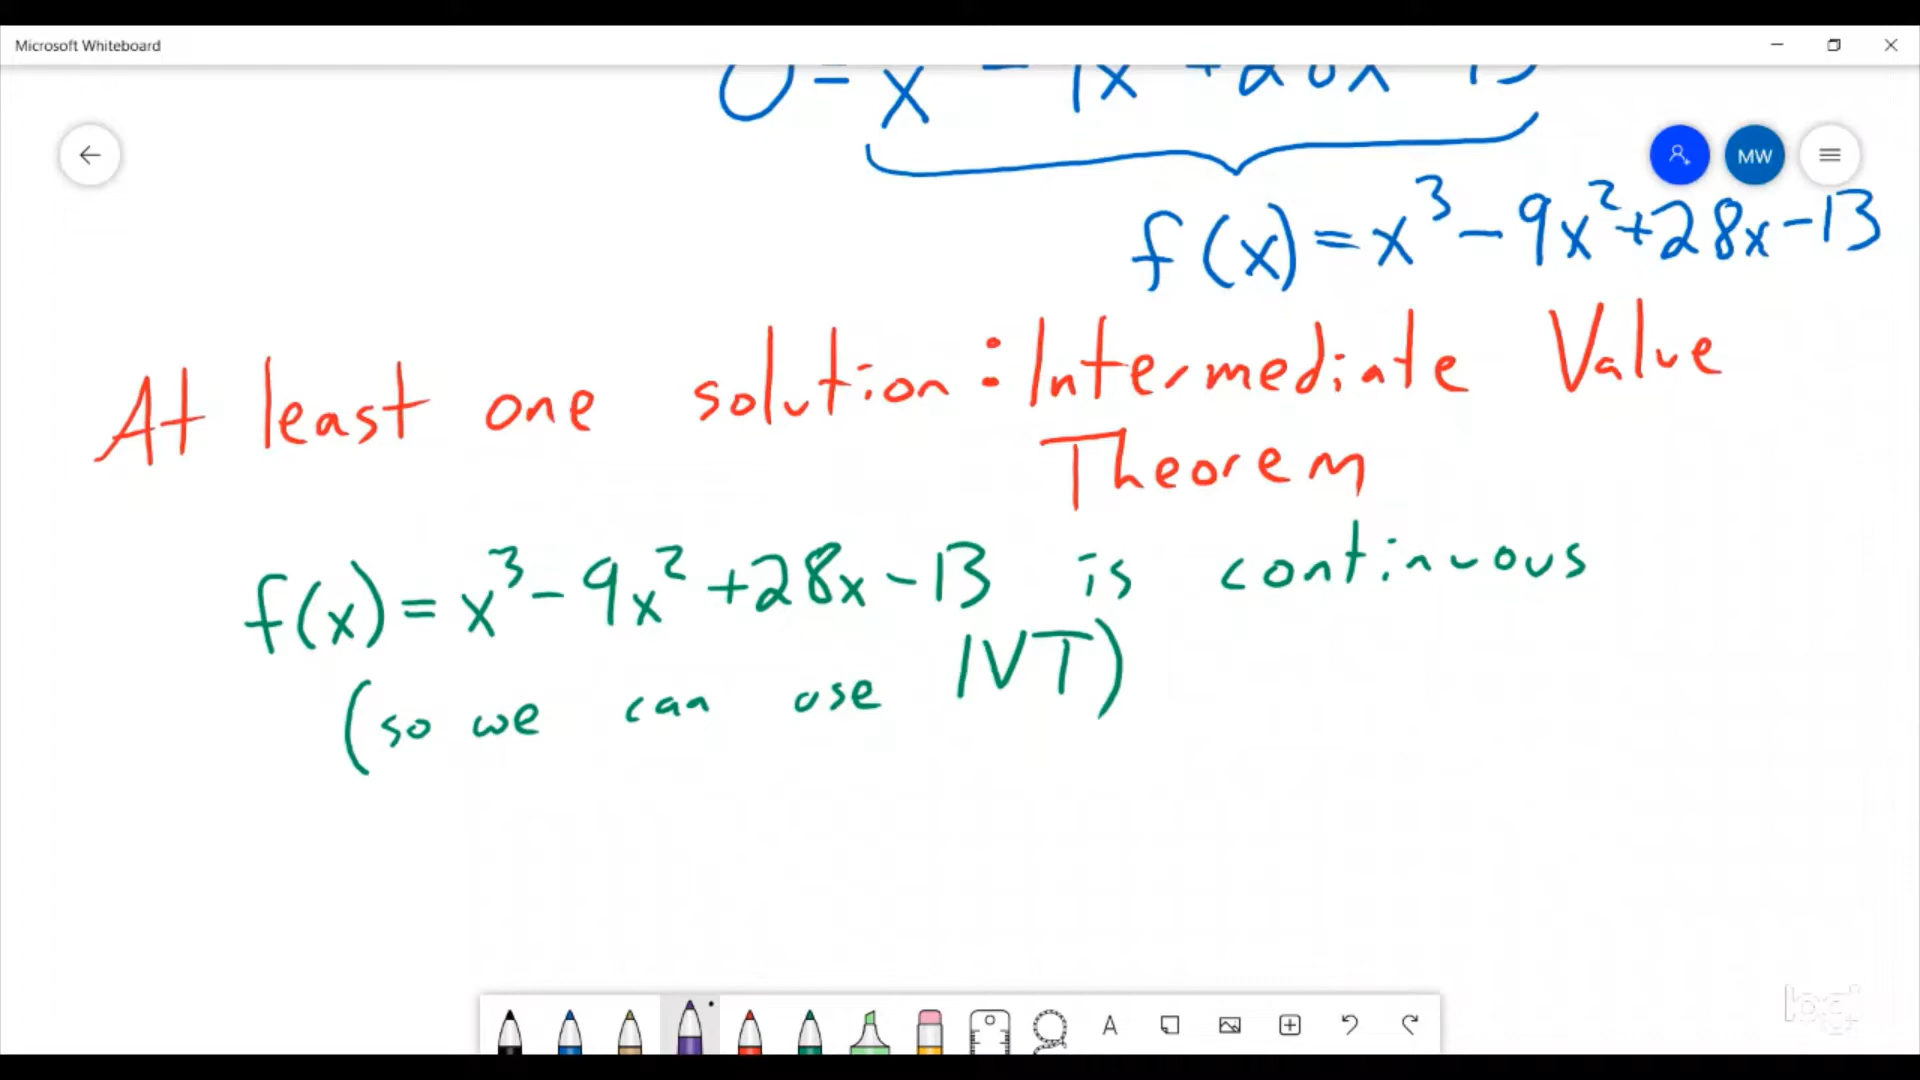 Microsoft Whiteboard
MW
f(x) = x³ - 9x² + 28x - 13
At least one solution: Intermediate Value
Theorem
f(x) = x³ - 9x² + 28x - 13 is continuous
(so we can use IVT)
A
logi